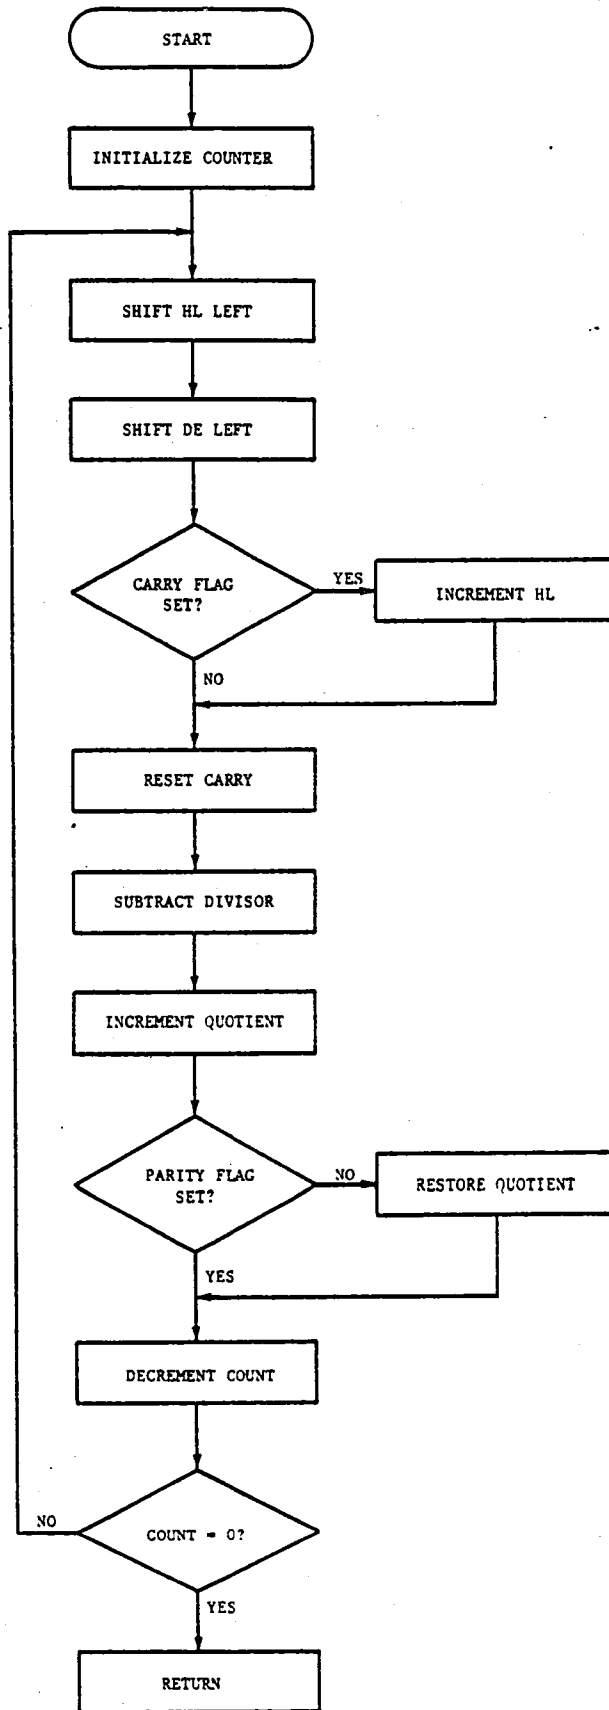 START
INITIALIZE COUNTER
SHIFT HL LEFT
SHIFT DE LEFT
CARRY FLAG
SET?
YES
INCREMENT HL
NO
RESET CARRY
SUBTRACT DIVISOR
INCREMENT QUOTIENT
PARITY FLAG
SET?
NO
RESTORE QUOTIENT
YES
DECREMENT COUNT
NO
COUNT = 0?
YES
RETURN